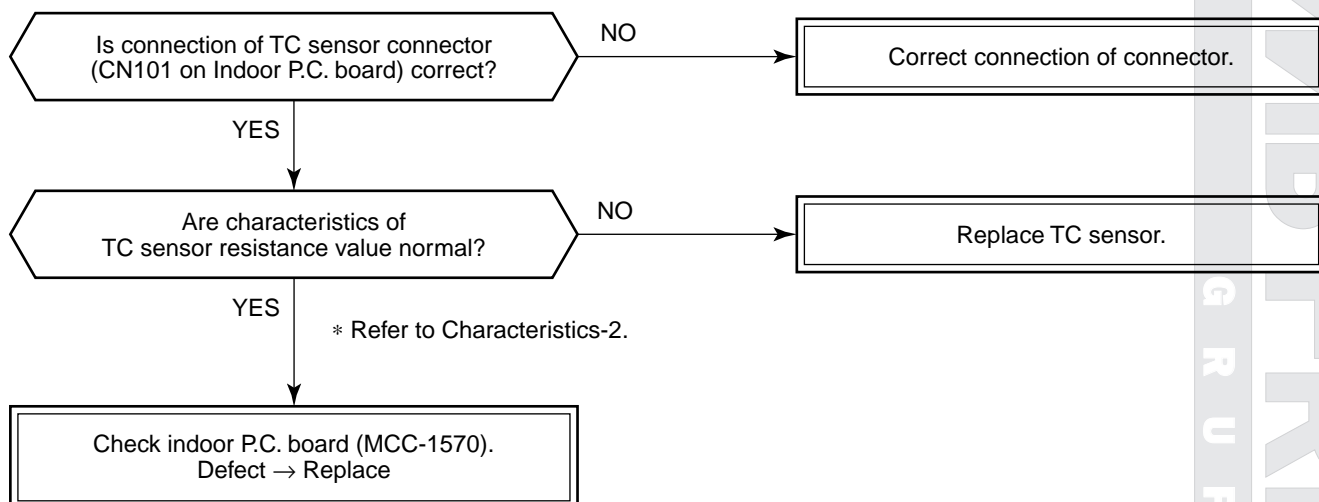 Is connection of TC sensor connector
(CN101 on Indoor P.C. board) correct?
NO
Correct connection of connector.
YES
Are characteristics of
TC sensor resistance value normal?
NO
Replace TC sensor.
YES
* Refer to Characteristics-2.
Check indoor P.C. board (MCC-1570).
Defect → Replace
G R U P